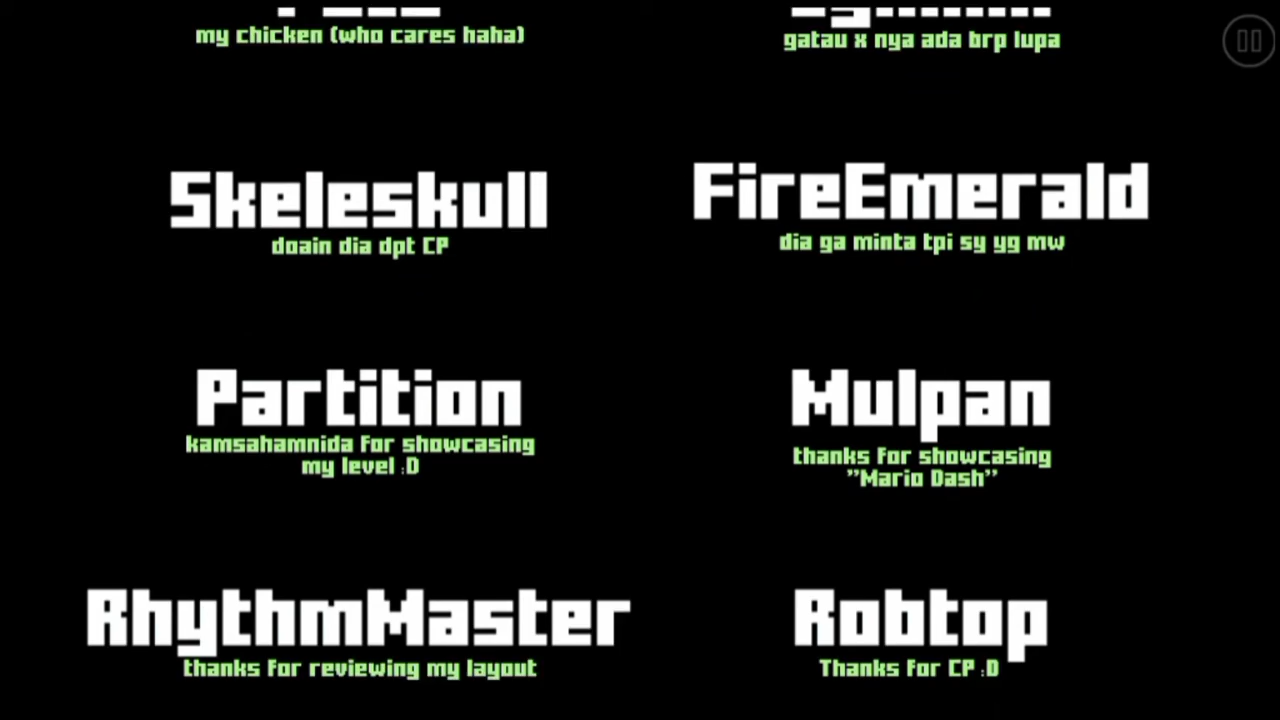 my chicken (who cares haha)
gatau x nya ada brp lupa
Skeleskull
doain dia dpt CP
FireEmerald
dia ga minta tpi sy yg mw
Partition
kamsahamnida for showcasing
my level :D
Mulpan
thanks for showcasing
"Mario Dash"
RhythmMaster
thanks for reviewing my layout
Robtop
Thanks for CP :D